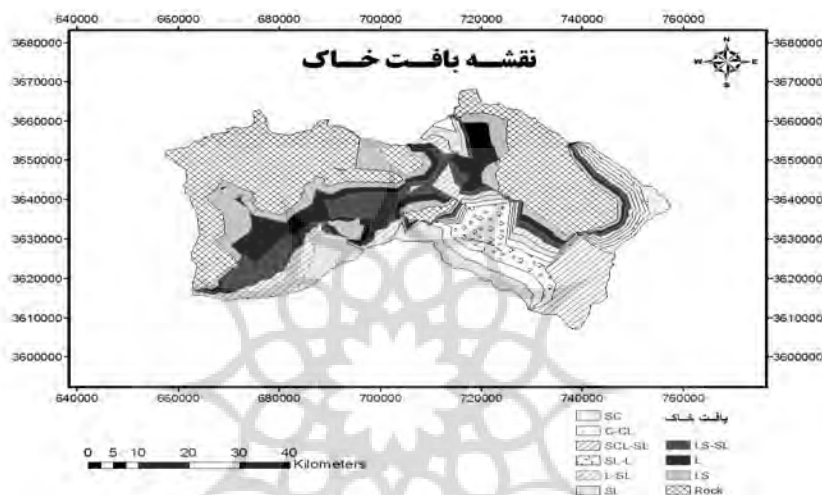 640000 660000 680000 700000 720000 740000 760000
نقشه بافت خاک
N
W E
S
3680000 3680000
3670000 3670000
3660000 3660000
3650000 3650000
3640000 3640000
3630000 3630000
3620000 3620000
3610000 3610000
3600000 3600000
640000 660000 680000 700000 720000 740000 760000
0 5 10 20 30 40
Kilometers
بافت خاک
LS-SL
L
LS
Rock
SC
C-CL
SCL-SL
SL-L
L-SL
SL